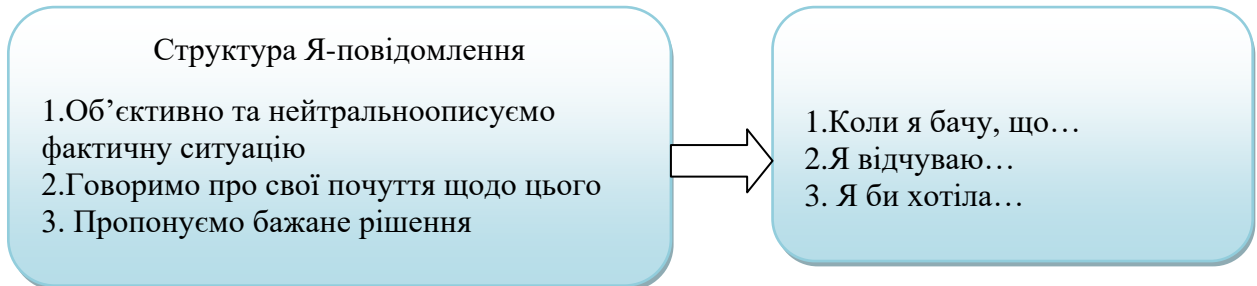 Структура Я-повідомлення
1.Об’єктивно та нейтральноописуємо
фактичну ситуацію
2.Говоримо про свої почуття щодо цього
3. Пропонуємо бажане рішення
1.Коли я бачу, що…
2.Я відчуваю…
3. Я би хотіла…